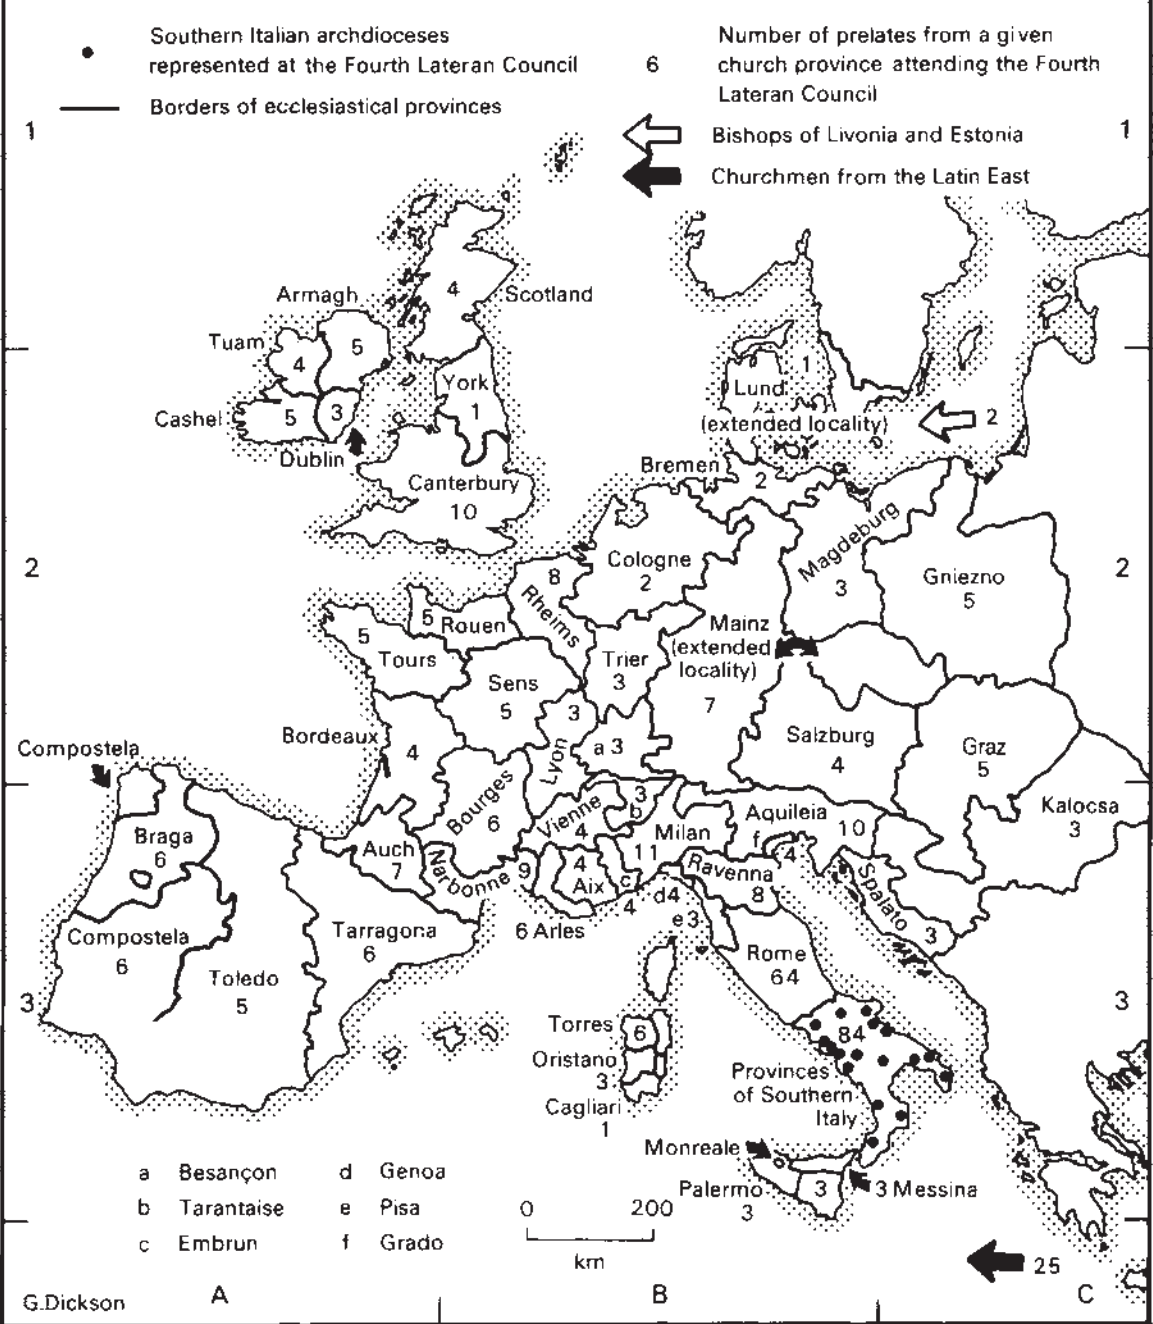 Southern Italian archdioceses
represented at the Fourth Lateran Council
Borders of ecclesiastical provinces
6
Number of prelates from a given
church province attending the Fourth
Lateran Council
Bishops of Livonia and Estonia
Churchmen from the Latin East
1
1
Armagh
5
4
Scotland
Tuam
4
Cashel
5
3
Dublin
York
1
Canterbury
10
Lund
1
(extended locality)
2
Bremen
2
2
2
Cologne
2
Magdeburg
3
Gniezno
5
8
Rheims
5
Rouen
5
Tours
Trier
3
Mainz
(extended
locality)
7
Sens
5
3
Lyon
a 3
Bordeaux
4
Salzburg
4
Graz
5
Kalocsa
3
Compostela
Bourges
6
Vienne
4
3
b
Milan
11
Aquileia
10
f
4
Braga
6
Auch
7
Narbonne
9
4
Aix
c
4
Ravenna
8
d4
e3
Spalato
3
6 Arles
Compostela
6
Toledo
5
Tarragona
6
Rome
64
3
3
Torres
6
Oristano
3
Cagliari
1
84
Provinces
of Southern
Italy
Monreale
Palermo
3
3
3 Messina
a Besançon
b Tarantaise
c Embrun
d Genoa
e Pisa
f Grado
0 200
km
25
G.Dickson
A
B
C